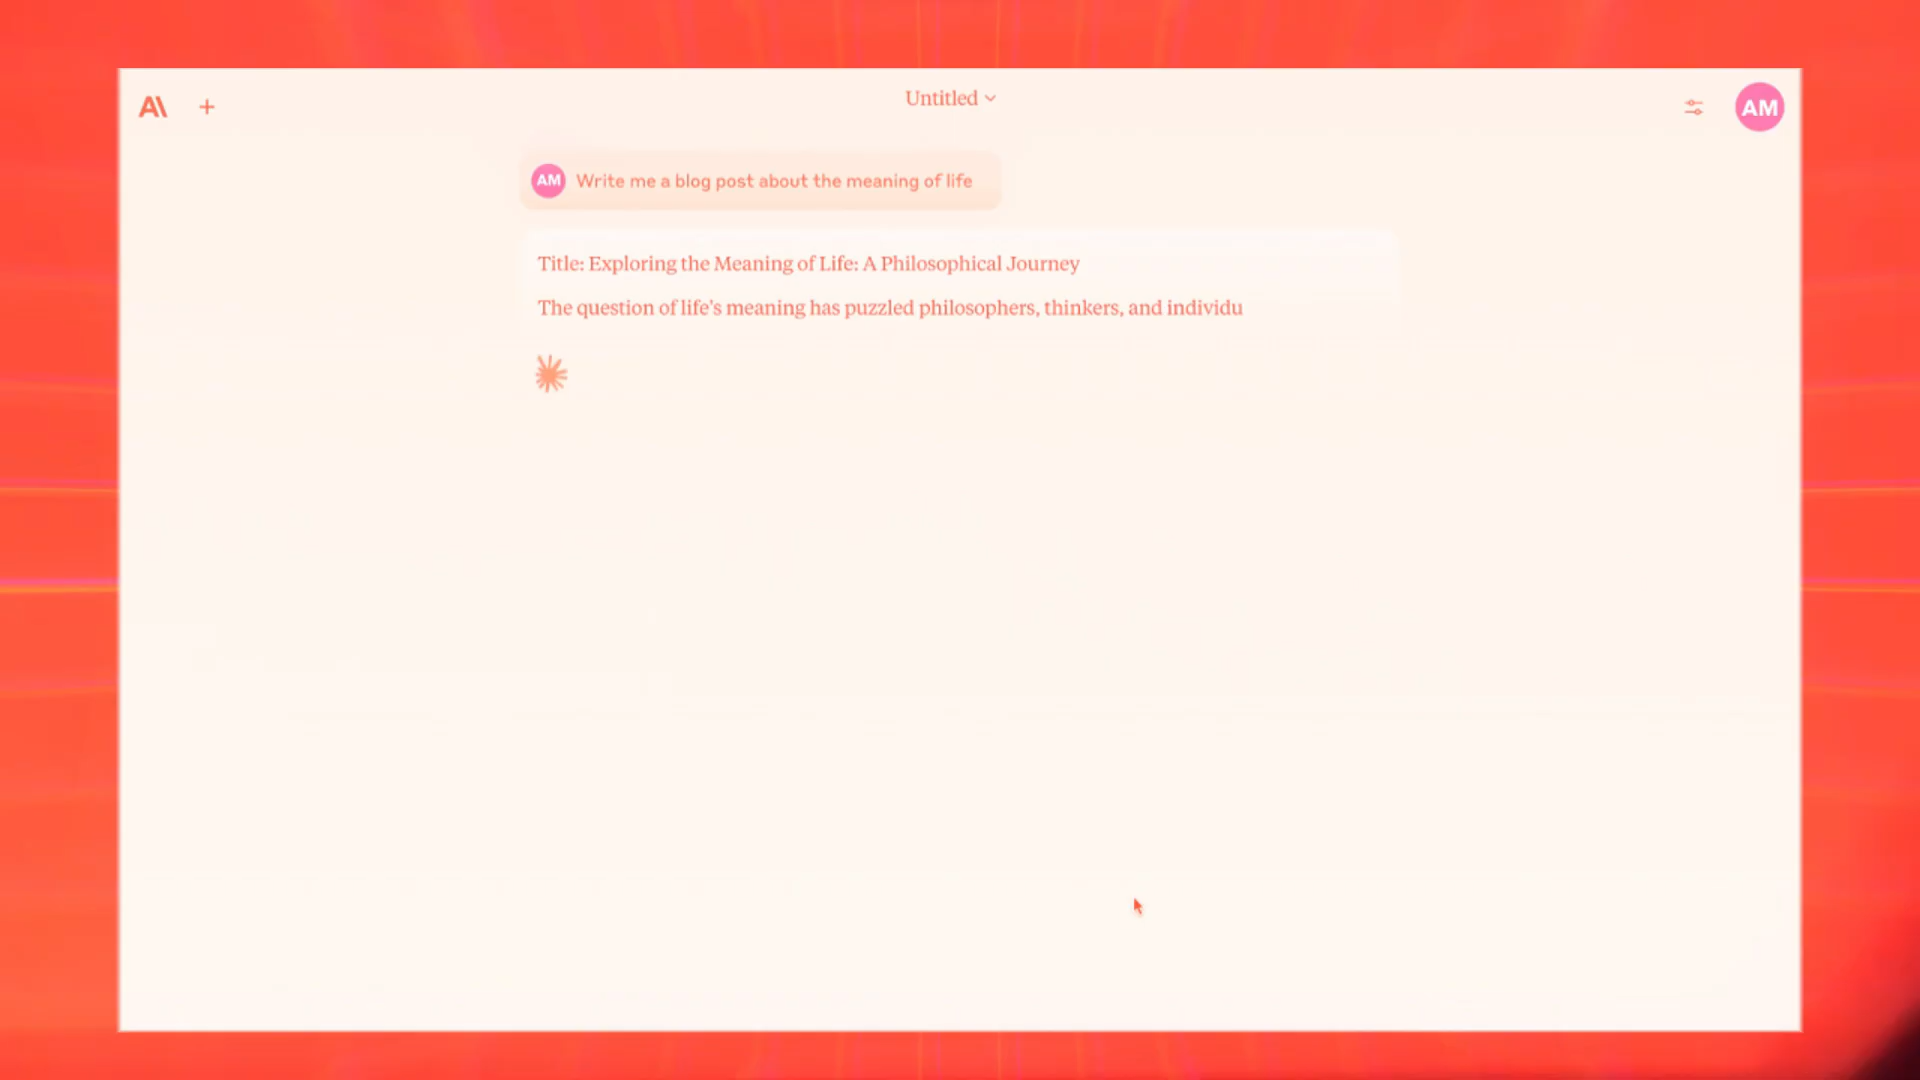 Untitled
AM
AM Write me a blog post about the meaning of life
Title: Exploring the Meaning of Life: A Philosophical Journey
The question of life's meaning has puzzled philosophers, thinkers, and individu